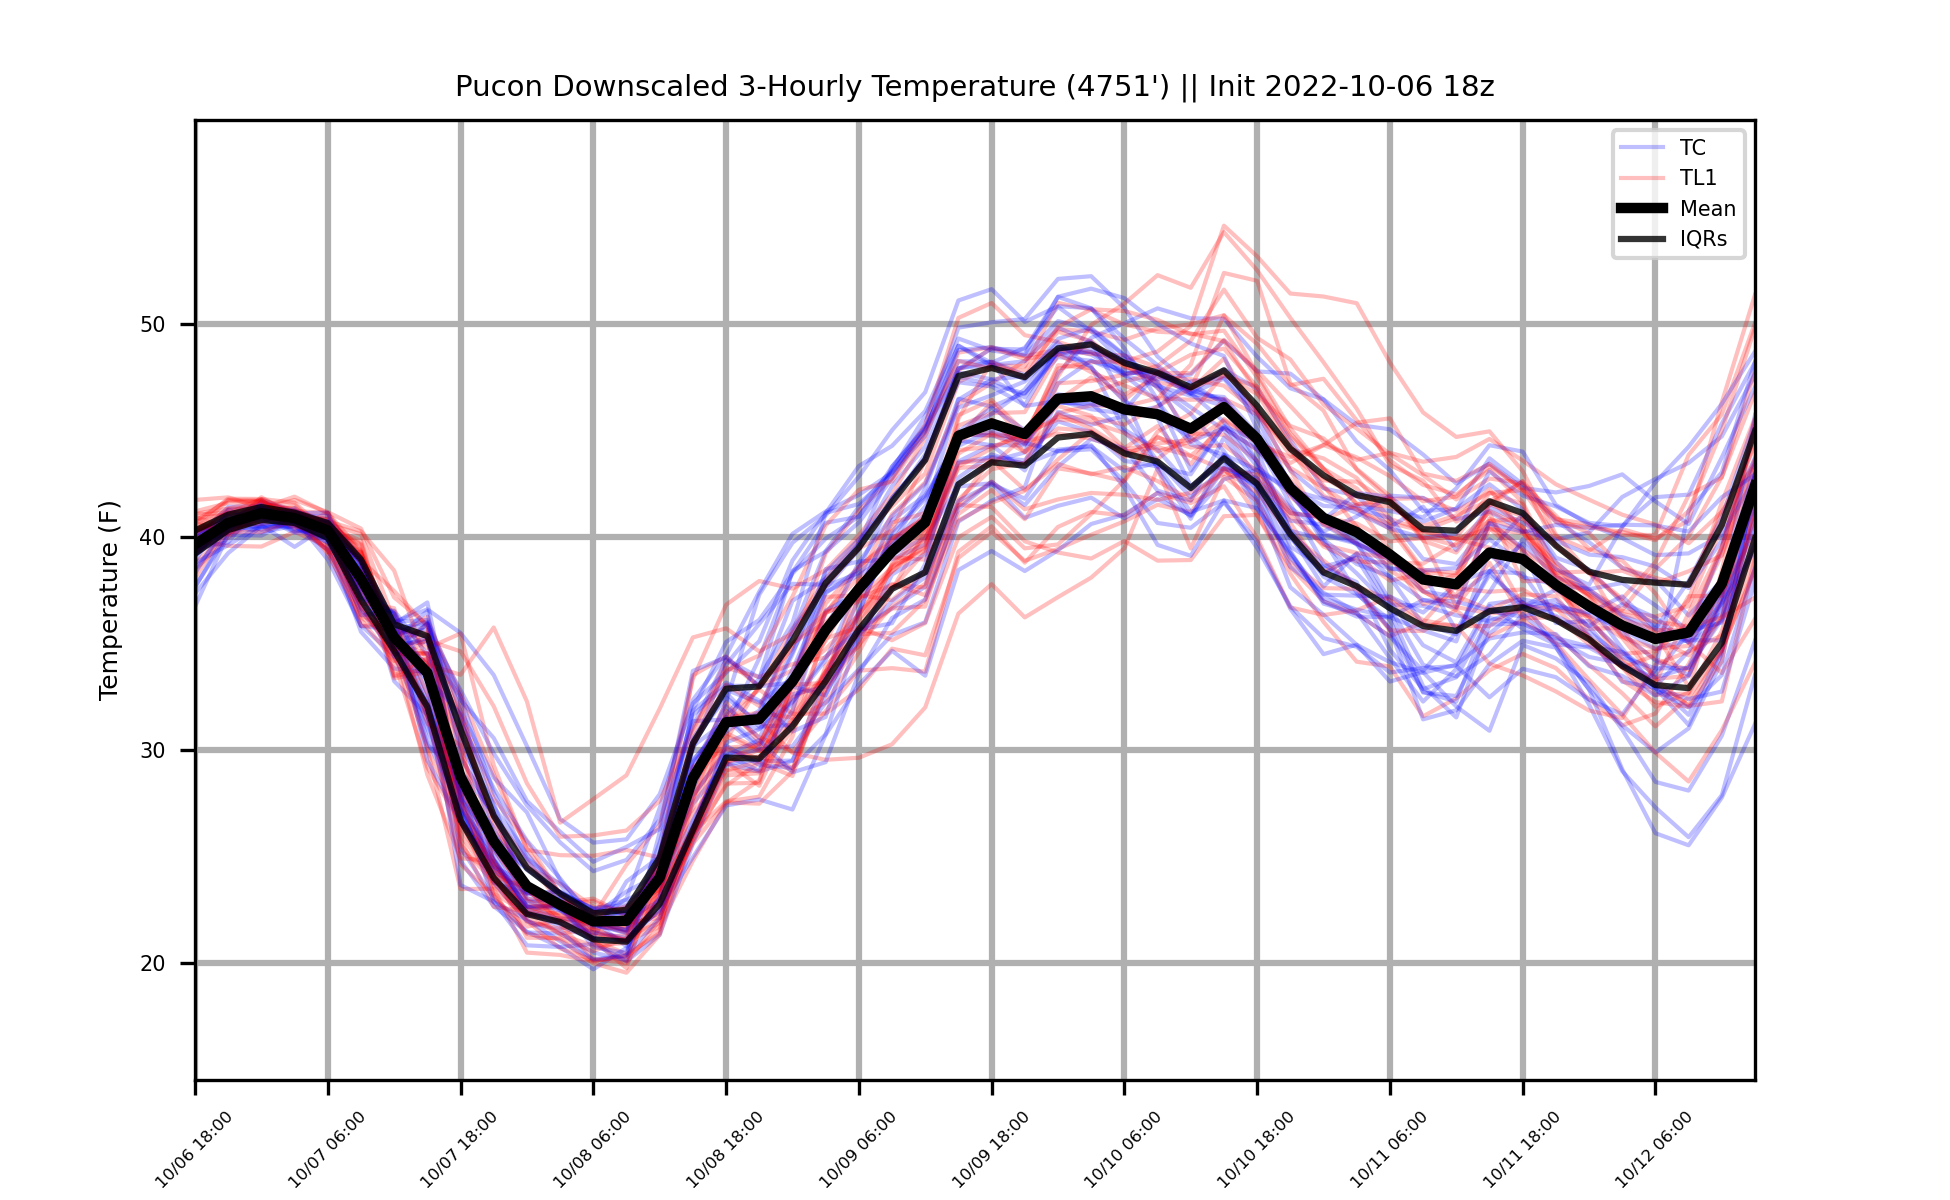 Pucon Downscaled 3-Hourly Temperature (4751') || Init 2022-10-06 18z
TC
TL1
Mean
IQRs
Temperature (F)
50
40
30
20
10/06 18:00
10/07 06:00
10/07 18:00
10/08 06:00
10/08 18:00
10/09 06:00
10/09 18:00
10/10 06:00
10/10 18:00
10/11 06:00
10/11 18:00
10/12 06:00